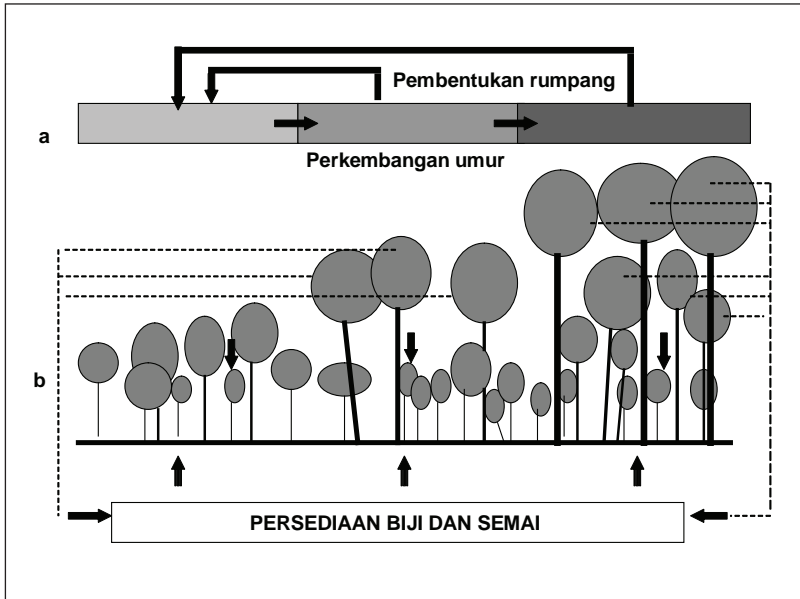 Pembentukan rumpang
a
Perkembangan umur
b
PERSEDIAAN BIJI DAN SEMAI